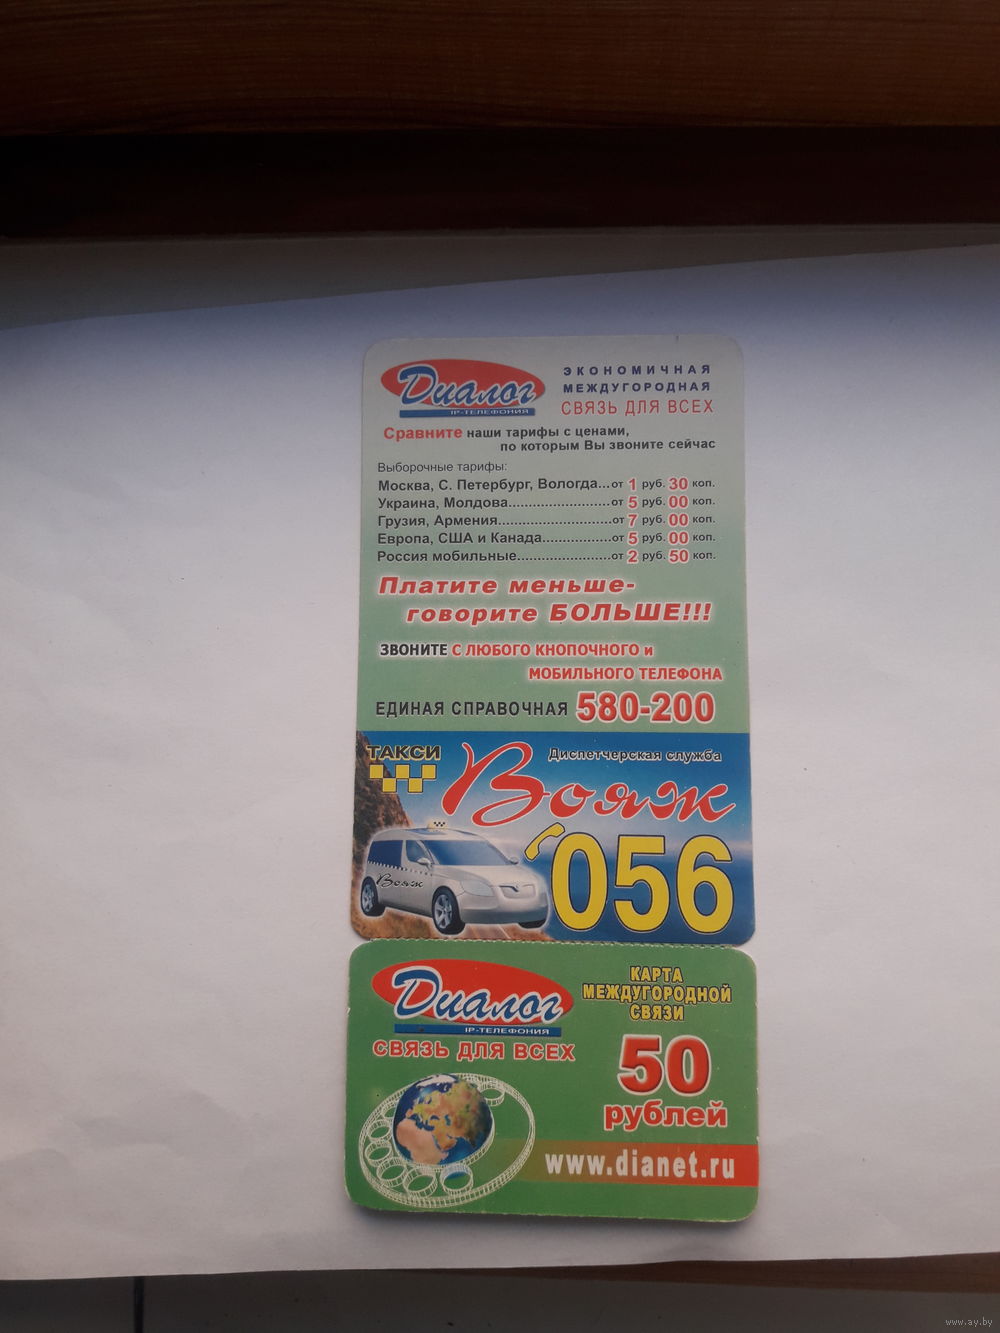 Диалог
IP-ТЕЛЕФОНИЯ
ЭКОНОМИЧНАЯ
МЕЖДУГОРОДНАЯ
СВЯЗЬ ДЛЯ ВСЕХ
Сравните наши тарифы с ценами,
по которым Вы звоните сейчас
Выборочные тарифы:
Москва, С. Петербург, Вологда...от 1 руб. 30 коп.
Украина, Молдова........................от 5 руб. 00 коп.
Грузия, Армения..........................от 7 руб. 00 коп.
Европа, США и Канада................от 5 руб. 00 коп.
Россия мобильные......................от 2 руб. 50 коп.
Платите меньше-
говорите БОЛЬШЕ!!!
ЗВОНИТЕ С ЛЮБОГО КНОПОЧНОГО и
МОБИЛЬНОГО ТЕЛЕФОНА
ЕДИНАЯ СПРАВОЧНАЯ 580-200
ТАКСИ
Диспетчерская служба
Вояж
056
Вояж
Диалог
IP-ТЕЛЕФОНИЯ
СВЯЗЬ ДЛЯ ВСЕХ
КАРТА
МЕЖДУГОРОДНОЙ
СВЯЗИ
50
рублей
www.dianet.ru
www.ay.by